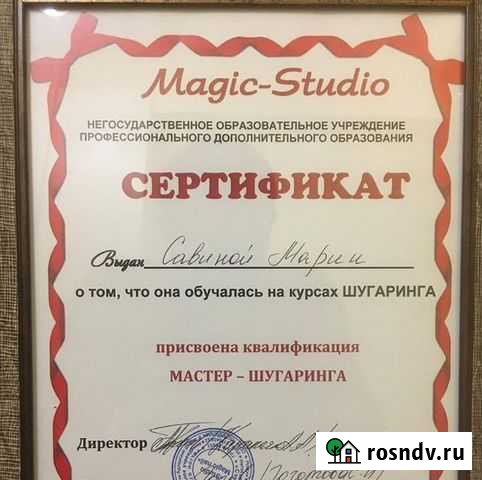 Magic-Studio
НЕГОСУДАРСТВЕННОЕ ОБРАЗОВАТЕЛЬНОЕ УЧРЕЖДЕНИЕ
ПРОФЕССИОНАЛЬНОГО ДОПОЛНИТЕЛЬНОГО ОБРАЗОВАНИЯ
СЕРТИФИКАТ
Выдан Савиной Марии
о том, что она обучалась на курсах ШУГАРИНГА
присвоена квалификация
МАСТЕР – ШУГАРИНГА
Директор
rosndv.ru